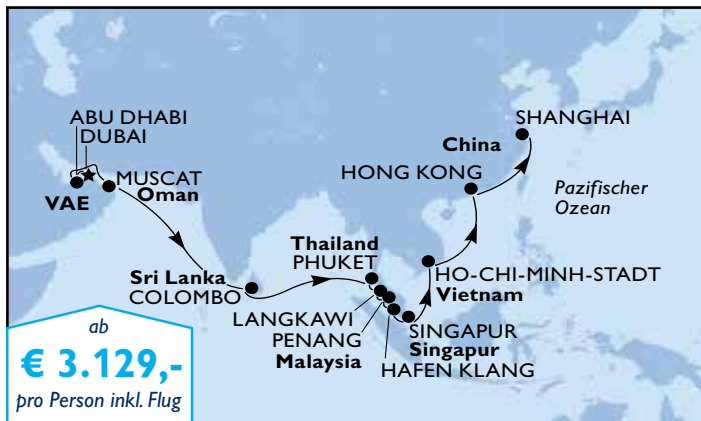 ABU DHABI
DUBAI
VAE
MUSCAT
Oman
Sri Lanka
COLOMBO
Thailand
PHUKET
LANGKAWI
PENANG
Malaysia
SINGAPUR
Singapur
HAFEN KLANG
HO-CHI-MINH-STADT
Vietnam
HONG KONG
China
SHANGHAI
Pazifischer
Ozean
ab
€ 3.129,-
pro Person inkl. Flug